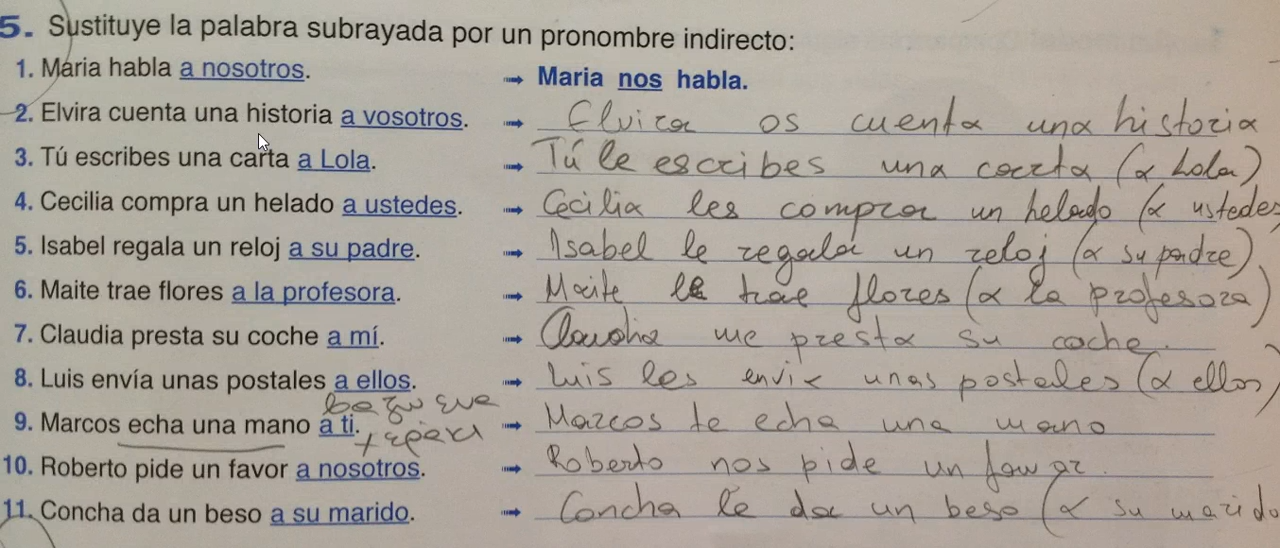 5. Sustituye la palabra subrayada por un pronombre indirecto:
1. Maria habla a nosotros. ➟ Maria nos habla.
2. Elvira cuenta una historia a vosotros. ➟ Elvira os cuenta una historia
3. Tú escribes una carta a Lola. ➟ Tú le escribes una carta (a Lola)
4. Cecilia compra un helado a ustedes. ➟ Cecilia les compra un helado (a ustedes
5. Isabel regala un reloj a su padre. ➟ Isabel le regala un reloj (a su padre)
6. Maite trae flores a la profesora. ➟ Maite le trae flores (a la profesora)
7. Claudia presta su coche a mí. ➟ Claudia me presta su coche.
8. Luis envía unas postales a ellos. ➟ Luis les envia unas postales (a ellos)
βάζω ένα
9. Marcos echa una mano a ti. ➟ Marcos te echa una mano
χεράκι
10. Roberto pide un favor a nosotros. ➟ Roberto nos pide un favor.
11. Concha da un beso a su marido. ➟ Concha le da un beso (a su marido